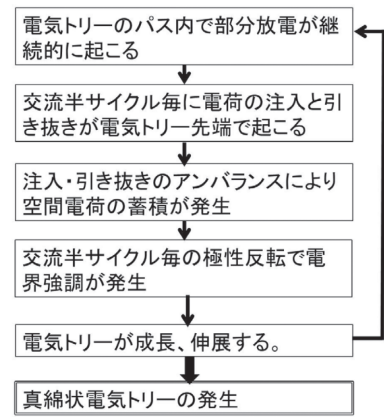 電気トリーのパス内で部分放電が継
続的に起こる
交流半サイクル毎に電荷の注入と引
き抜きが電気トリー先端で起こる
注入・引き抜きのアンバランスにより
空間電荷の蓄積が発生
交流半サイクル毎の極性反転で電
界強調が発生
電気トリーが成長、伸展する。
真綿状電気トリーの発生